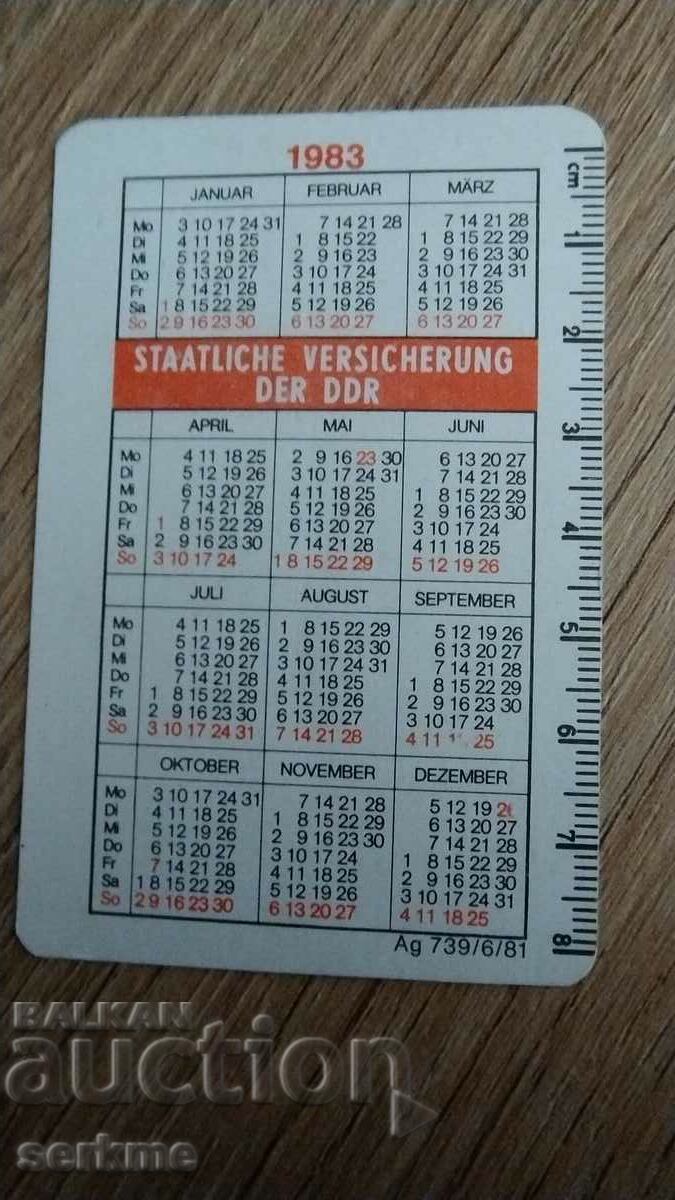 1983
JANUAR FEBRUAR MÄRZ
Mo 3 10 17 24 31 7 14 21 28 7 14 21 28
Di 4 11 18 25 1 8 15 22 1 8 15 22 29
Mi 5 12 19 26 2 9 16 23 2 9 16 23 30
Do 6 13 20 27 3 10 17 24 3 10 17 24 31
Fr 7 14 21 28 4 11 18 25 4 11 18 25
Sa 1 8 15 22 29 5 12 19 26 5 12 19 26
So 2 9 16 23 30 6 13 20 27 6 13 20 27
STAATLICHE VERSICHERUNG
DER DDR
APRIL MAI JUNI
Mo 4 11 18 25 2 9 16 23 30 6 13 20 27
Di 5 12 19 26 3 10 17 24 31 7 14 21 28
Mi 6 13 20 27 4 11 18 25 1 8 15 22 29
Do 7 14 21 28 5 12 19 26 2 9 16 23 30
Fr 1 8 15 22 29 6 13 20 27 3 10 17 24
Sa 2 9 16 23 30 7 14 21 28 4 11 18 25
So 3 10 17 24 1 8 15 22 29 5 12 19 26
JULI AUGUST SEPTEMBER
Mo 4 11 18 25 1 8 15 22 29 5 12 19 26
Di 5 12 19 26 2 9 16 23 30 6 13 20 27
Mi 6 13 20 27 3 10 17 24 31 7 14 21 28
Do 7 14 21 28 4 11 18 25 1 8 15 22 29
Fr 1 8 15 22 29 5 12 19 26 2 9 16 23 30
Sa 2 9 16 23 30 6 13 20 27 3 10 17 24
So 3 10 17 24 31 7 14 21 28 4 11 25
OKTOBER NOVEMBER DEZEMBER
Mo 3 10 17 24 31 7 14 21 28 5 12 19
Di 4 11 18 25 1 8 15 22 29 6 13 20 27
Mi 5 12 19 26 2 9 16 23 30 7 14 21 28
Do 6 13 20 27 3 10 17 24 1 8 15 22 29
Fr 7 14 21 28 4 11 18 25 2 9 16 23 30
Sa 1 8 15 22 29 5 12 19 26 3 10 17 24 31
So 2 9 16 23 30 6 13 20 27 4 11 18 25
Ag 739/6/81
cm
1
2
3
4
5
6
7
8
BALKAN
auction
serkme